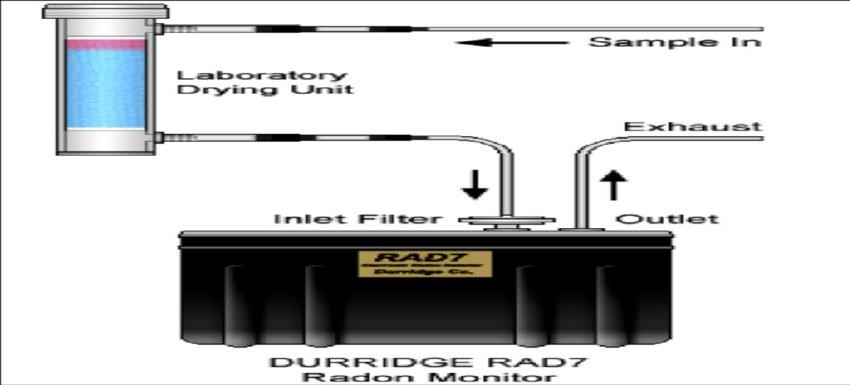 Sample In
Laboratory
Drying Unit
Exhaust
Inlet Filter
Outlet
RAD7
Durridge Co.
DURRIDGE RAD7
Radon Monitor